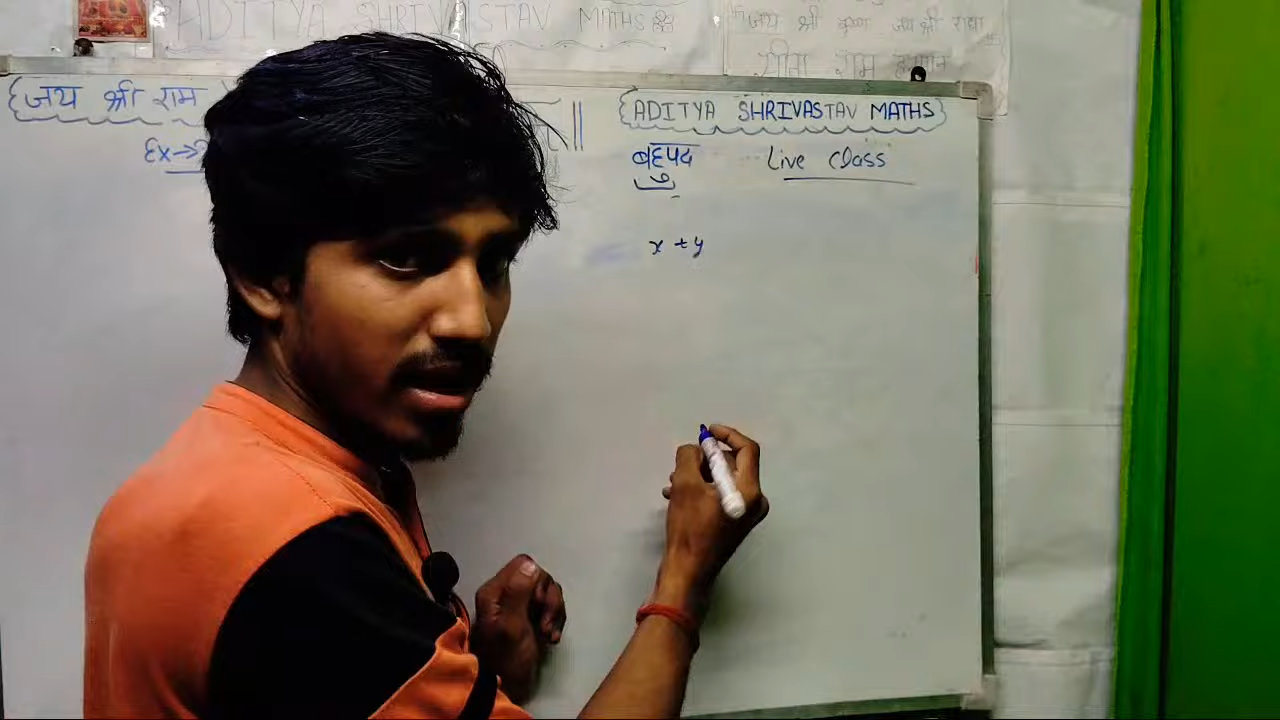 ADITYA SHRIVASTAV MATHS
जय श्री कृष्ण जय श्री राधा
सीता राम
{जय श्री राम
{ADITYA SHRIVASTAV MATHS}
Ex→
बहुपद Live Class
x + y